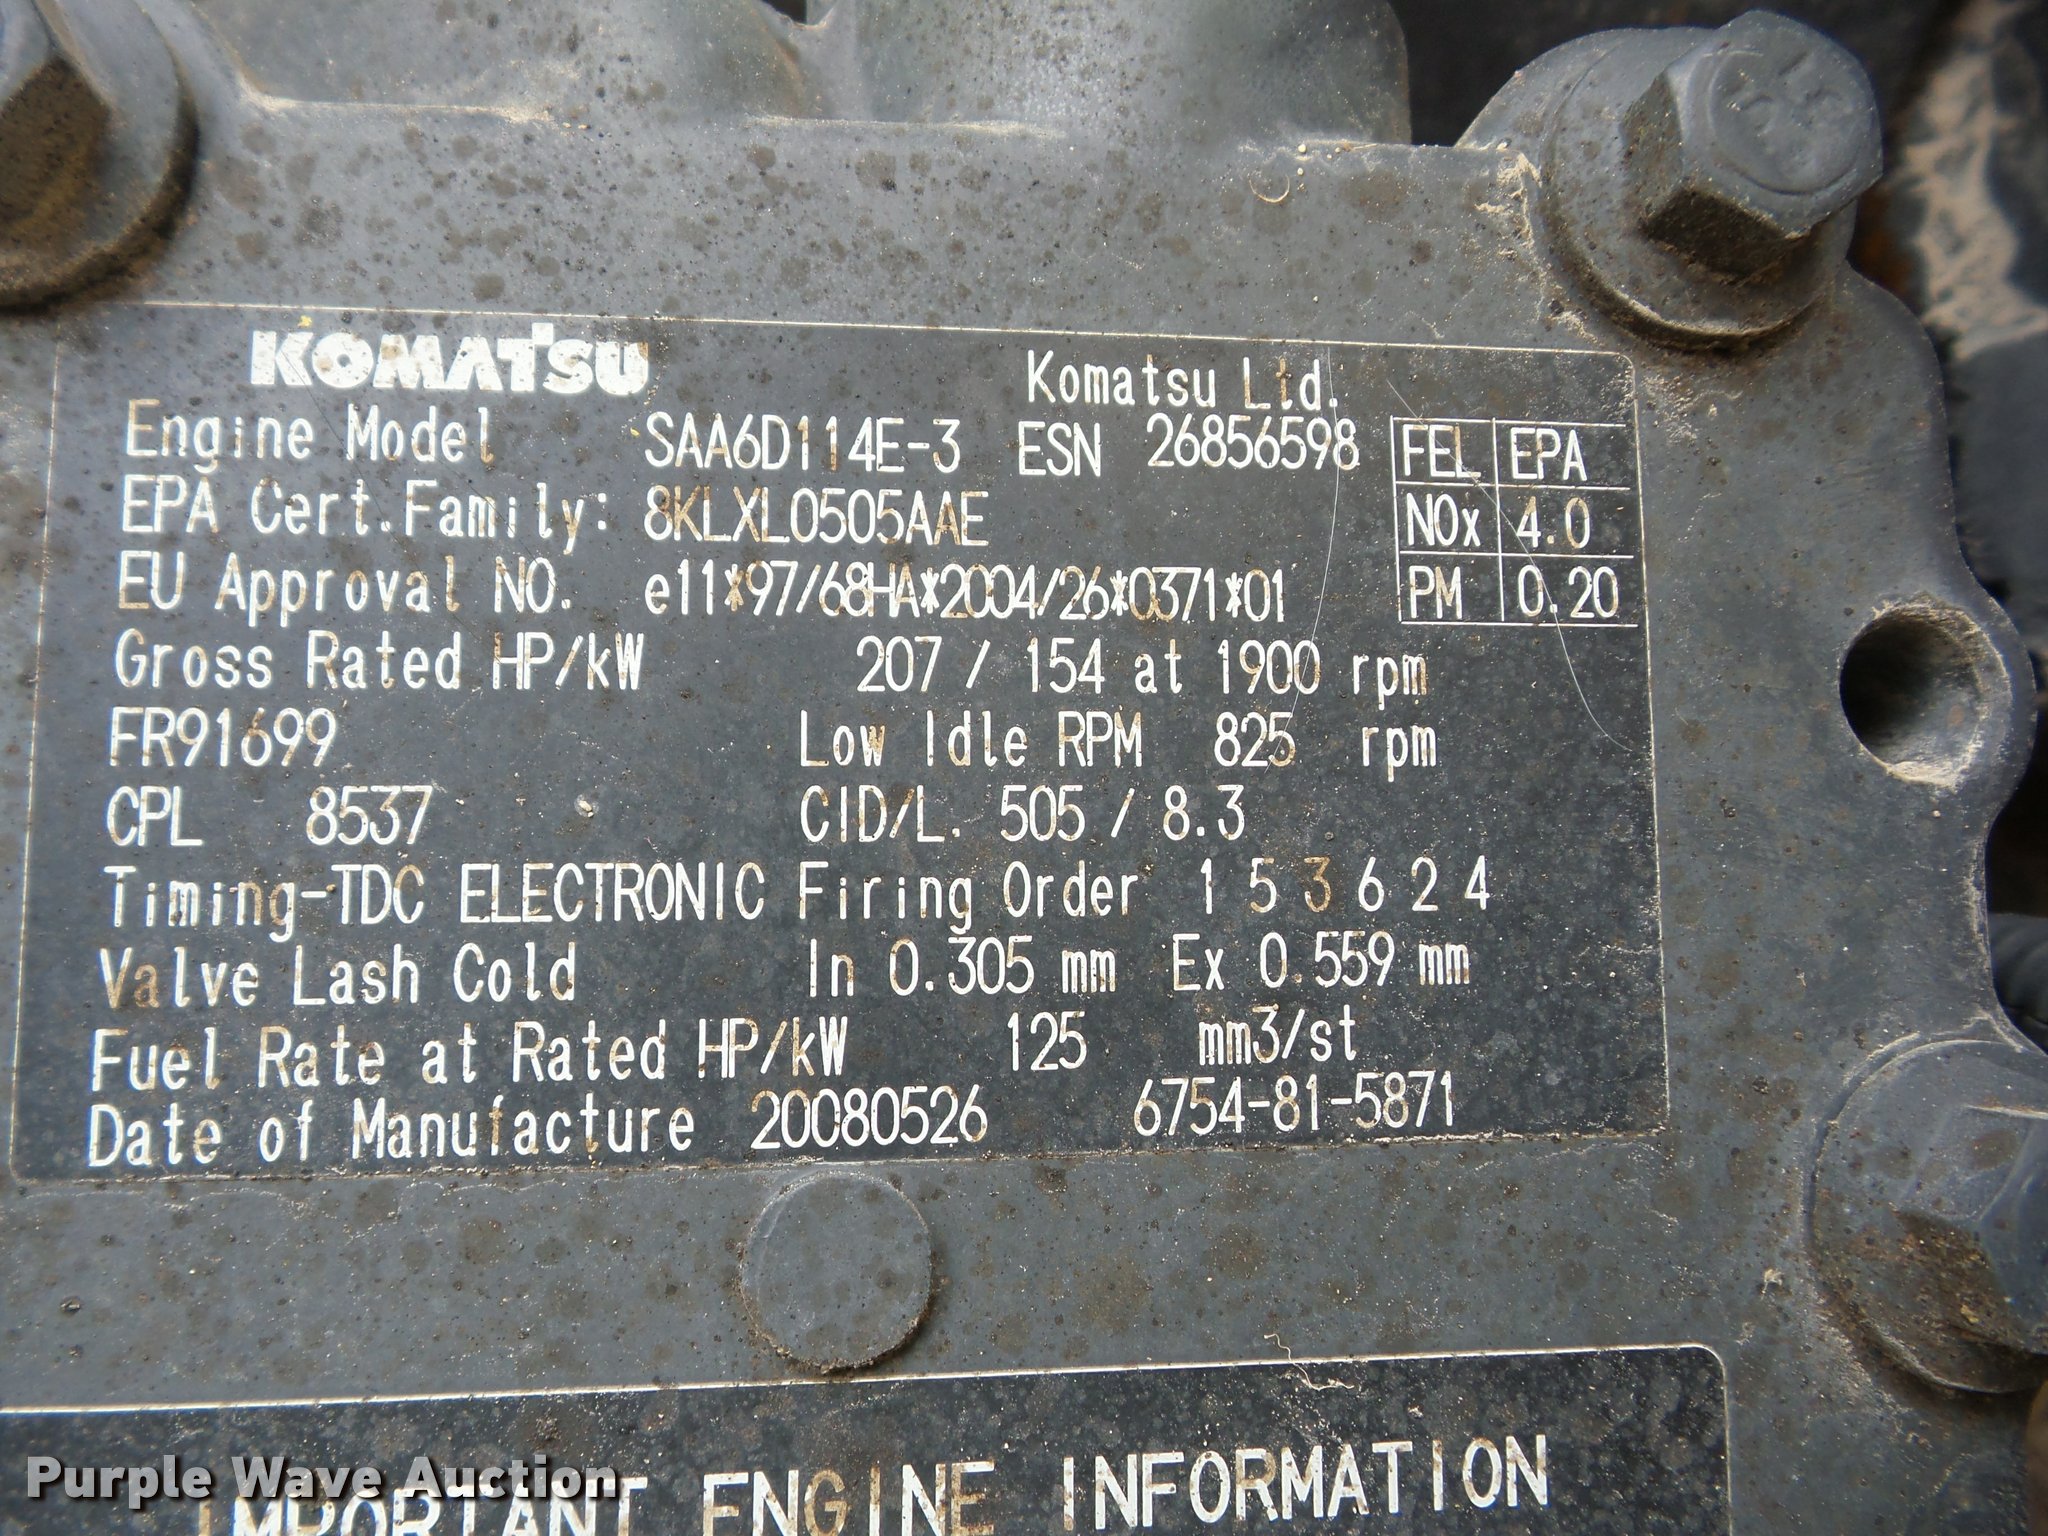 KOMATSU Komatsu Ltd.
Engine Model SAA6D114E-3 ESN 26856598 FEL EPA
EPA Cert.Family: 8KLXL0505AAE NOx 4.0
EU Approval NO. e11*97/68HA*2004/26*0371*01 PM 0.20
Gross Rated HP/kW 207 / 154 at 1900 rpm
FR91699 Low Idle RPM 825 rpm
CPL 8537 CID/L. 505 / 8.3
Timing-TDC ELECTRONIC Firing Order 1 5 3 6 2 4
Valve Lash Cold In 0.305 mm Ex 0.559 mm
Fuel Rate at Rated HP/kW 125 mm3/st
Date of Manufacture 20080526 6754-81-5871
IMPORTANT ENGINE INFORMATION
Purple Wave Auction